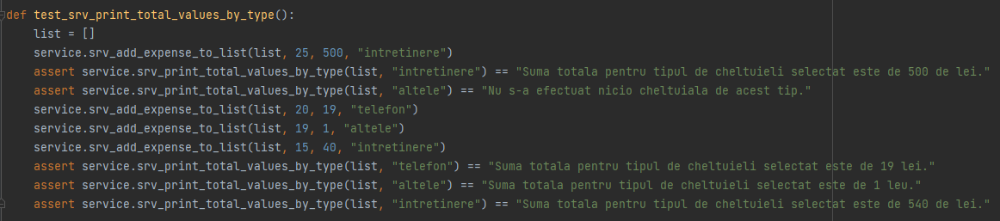 def test_srv_print_total_values_by_type():
    list = []
    service.srv_add_expense_to_list(list, 25, 500, "intretinere")
    assert service.srv_print_total_values_by_type(list, "intretinere") == "Suma totala pentru tipul de cheltuieli selectat este de 500 de lei."
    assert service.srv_print_total_values_by_type(list, "altele") == "Nu s-a efectuat nicio cheltuiala de acest tip."
    service.srv_add_expense_to_list(list, 20, 19, "telefon")
    service.srv_add_expense_to_list(list, 19, 1, "altele")
    service.srv_add_expense_to_list(list, 15, 40, "intretinere")
    assert service.srv_print_total_values_by_type(list, "telefon") == "Suma totala pentru tipul de cheltuieli selectat este de 19 lei."
    assert service.srv_print_total_values_by_type(list, "altele") == "Suma totala pentru tipul de cheltuieli selectat este de 1 leu."
    assert service.srv_print_total_values_by_type(list, "intretinere") == "Suma totala pentru tipul de cheltuieli selectat este de 540 de lei."